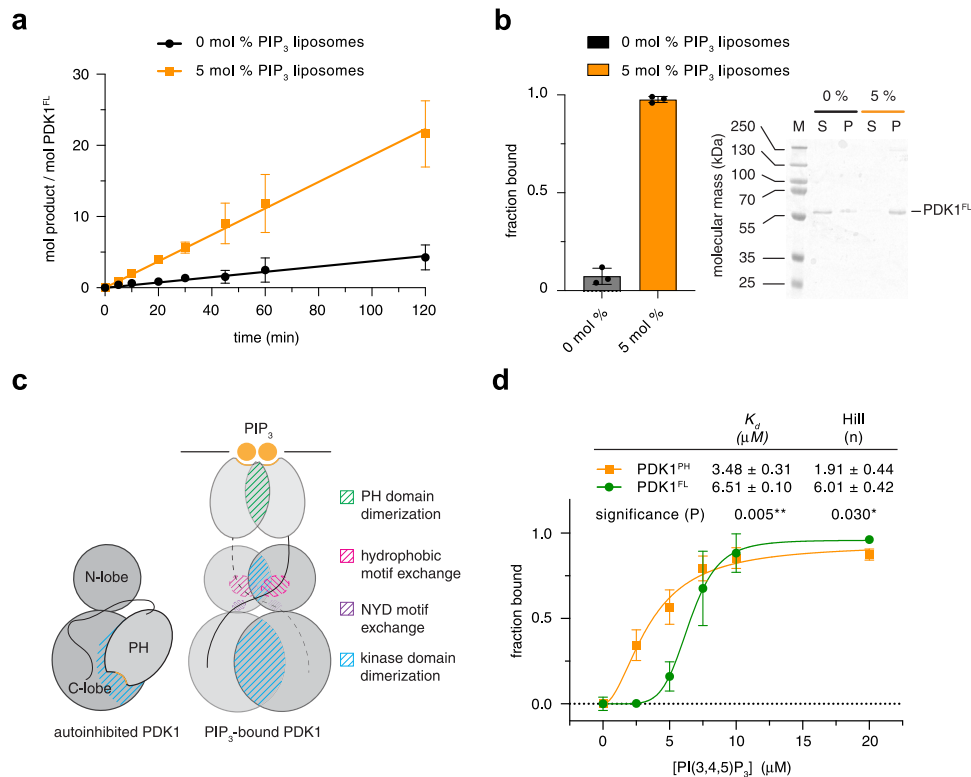 a
0 mol % PIP₃ liposomes
5 mol % PIP₃ liposomes
mol product / mol PDK1ᶠᴸ
30
20
10
0
0 20 40 60 80 100 120
time (min)
b
0 mol % PIP₃ liposomes
5 mol % PIP₃ liposomes
fraction bound
1.0
0.5
0
0 mol %
5 mol %
molecular mass (kDa)
0 % 5 %
M S P S P
250
130
100
70
55
35
25
PDK1ᶠᴸ
c
PIP₃
N-lobe
PH
C-lobe
autoinhibited PDK1
PIP₃-bound PDK1
PH domain
dimerization
hydrophobic
motif exchange
NYD motif
exchange
kinase domain
dimerization
d
K_d Hill
(μM) (n)
PDK1ᴾᴴ 3.48 ± 0.31 1.91 ± 0.44
PDK1ᶠᴸ 6.51 ± 0.10 6.01 ± 0.42
significance (P) 0.005** 0.030*
fraction bound
1.0
0.5
0.0
0 5 10 15 20
[PI(3,4,5)P₃] (μM)